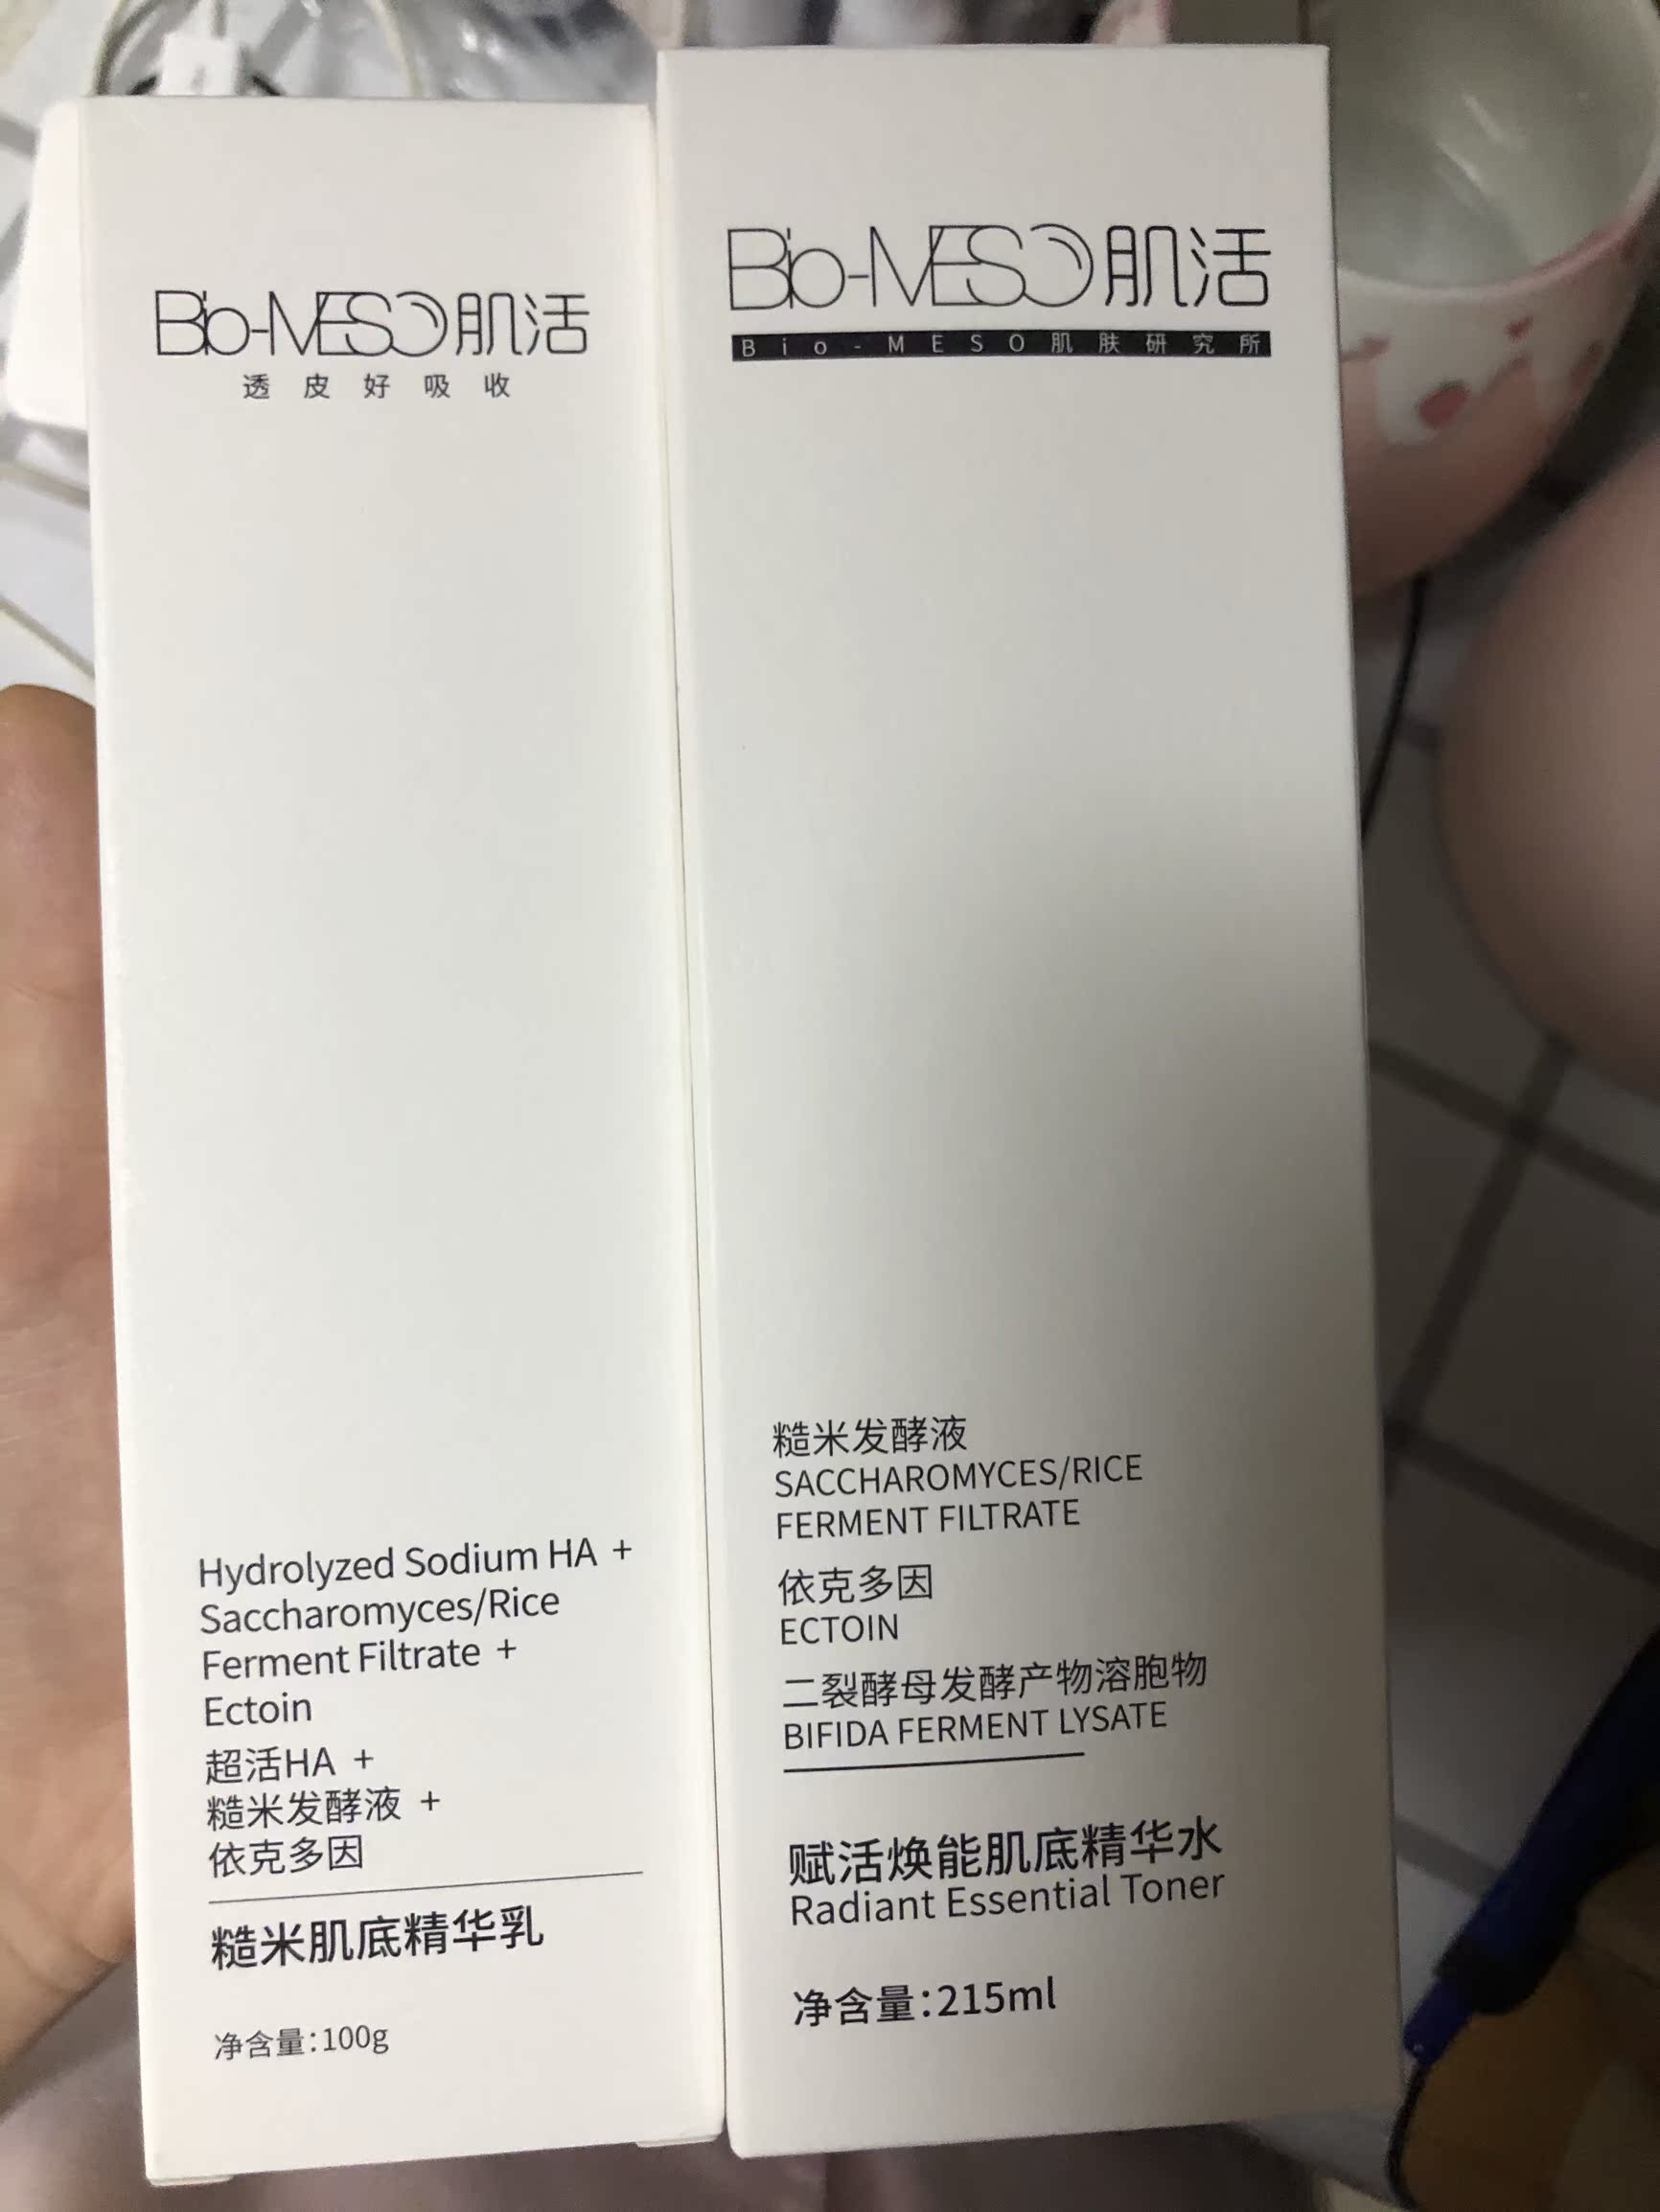 Bio-MESO肌活
透皮好吸收
Hydrolyzed Sodium HA +
Saccharomyces/Rice
Ferment Filtrate +
Ectoin
超活HA +
糙米发酵液 +
依克多因
糙米肌底精华乳
净含量:100g
Bio-MESO肌活
Bio-MESO肌肤研究所
糙米发酵液
SACCHAROMYCES/RICE
FERMENT FILTRATE
依克多因
ECTOIN
二裂酵母发酵产物溶胞物
BIFIDA FERMENT LYSATE
赋活焕能肌底精华水
Radiant Essential Toner
净含量:215ml